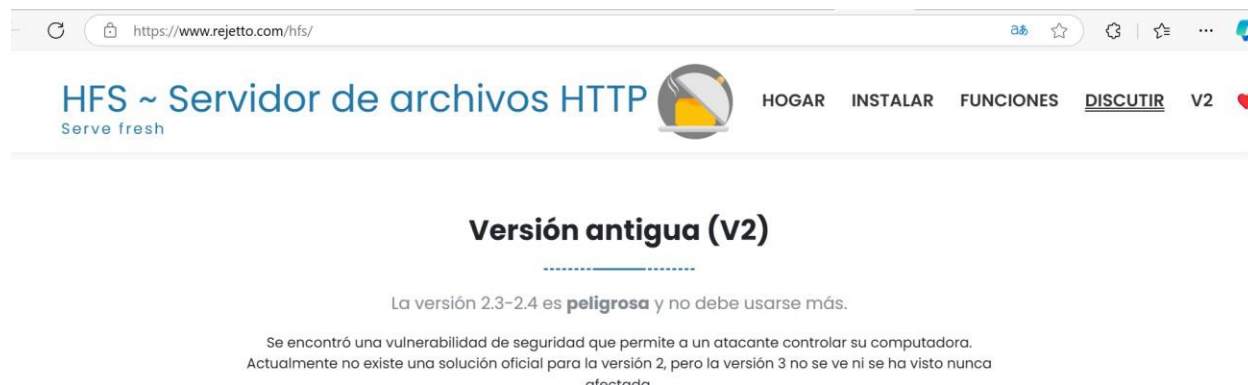 https://www.rejetto.com/hfs/
HFS ~ Servidor de archivos HTTP
Serve fresh
HOGAR INSTALAR FUNCIONES DISCUTIR V2
Versión antigua (V2)
La versión 2.3-2.4 es peligrosa y no debe usarse más.
Se encontró una vulnerabilidad de seguridad que permite a un atacante controlar su computadora.
Actualmente no existe una solución oficial para la versión 2, pero la versión 3 no se ve ni se ha visto nunca
afectada